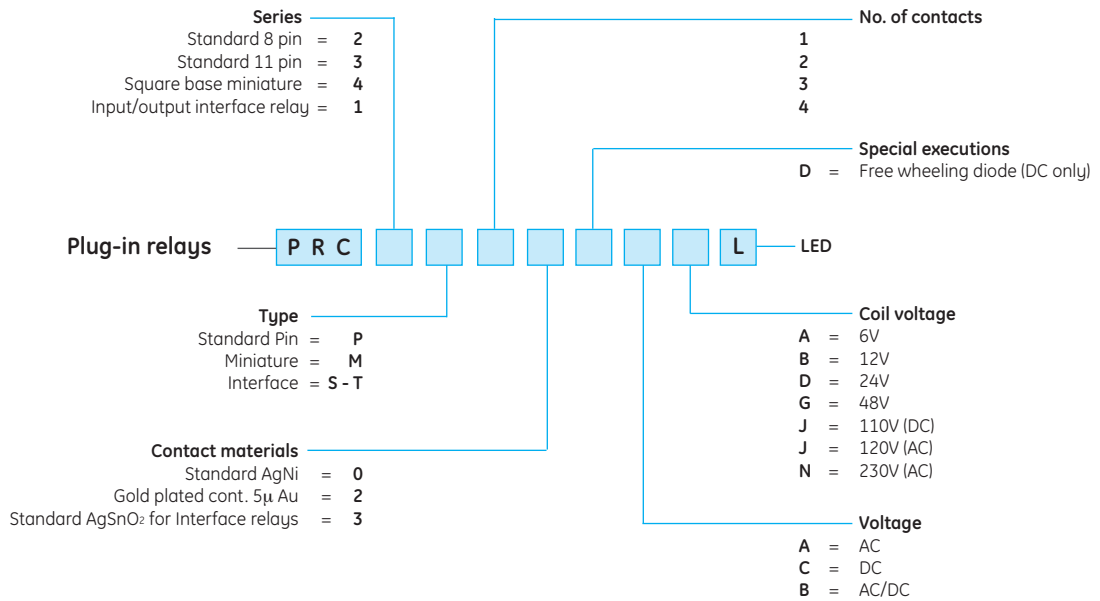 Series
Standard 8 pin = 2
Standard 11 pin = 3
Square base miniature = 4
Input/output interface relay = 1
No. of contacts
1
2
3
4
Special executions
D = Free wheeling diode (DC only)
Plug-in relays P R C L LED
Type
Standard Pin = P
Miniature = M
Interface = S - T
Contact materials
Standard AgNi = 0
Gold plated cont. 5µ Au = 2
Standard AgSnO₂ for Interface relays = 3
Coil voltage
A = 6V
B = 12V
D = 24V
G = 48V
J = 110V (DC)
J = 120V (AC)
N = 230V (AC)
Voltage
A = AC
C = DC
B = AC/DC